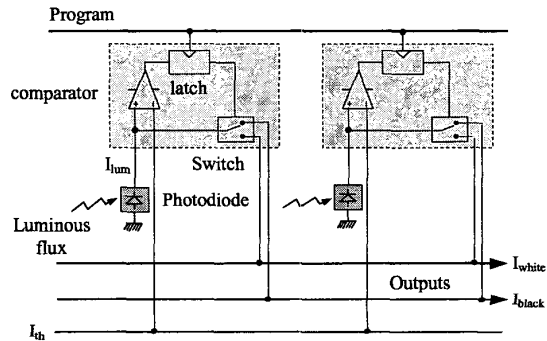 Program
latch
comparator
Switch
I_lum
Photodiode
Luminous
flux
I_white
Outputs
I_black
I_th